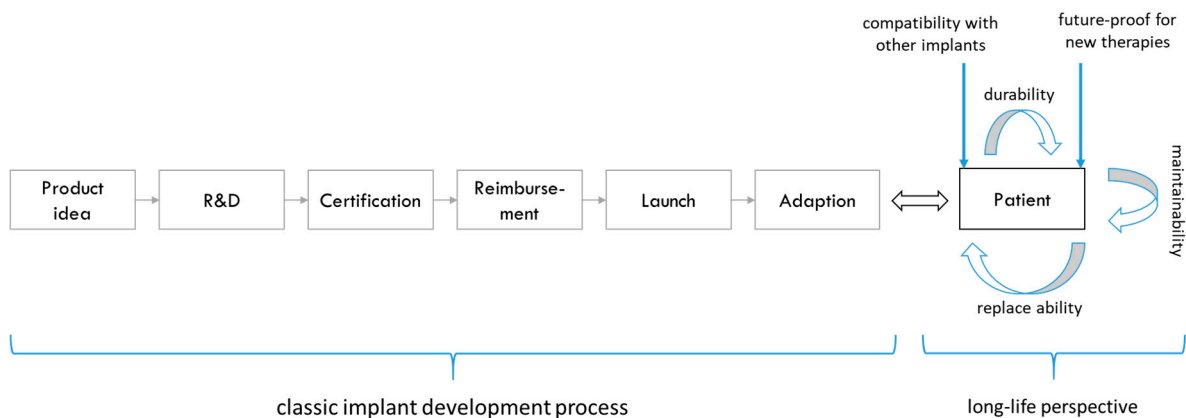 compatibility with
other implants
future-proof for
new therapies
durability
maintainability
Product
idea
R&D
Certification
Reimburse-
ment
Launch
Adaption
Patient
replace ability
classic implant development process
long-life perspective